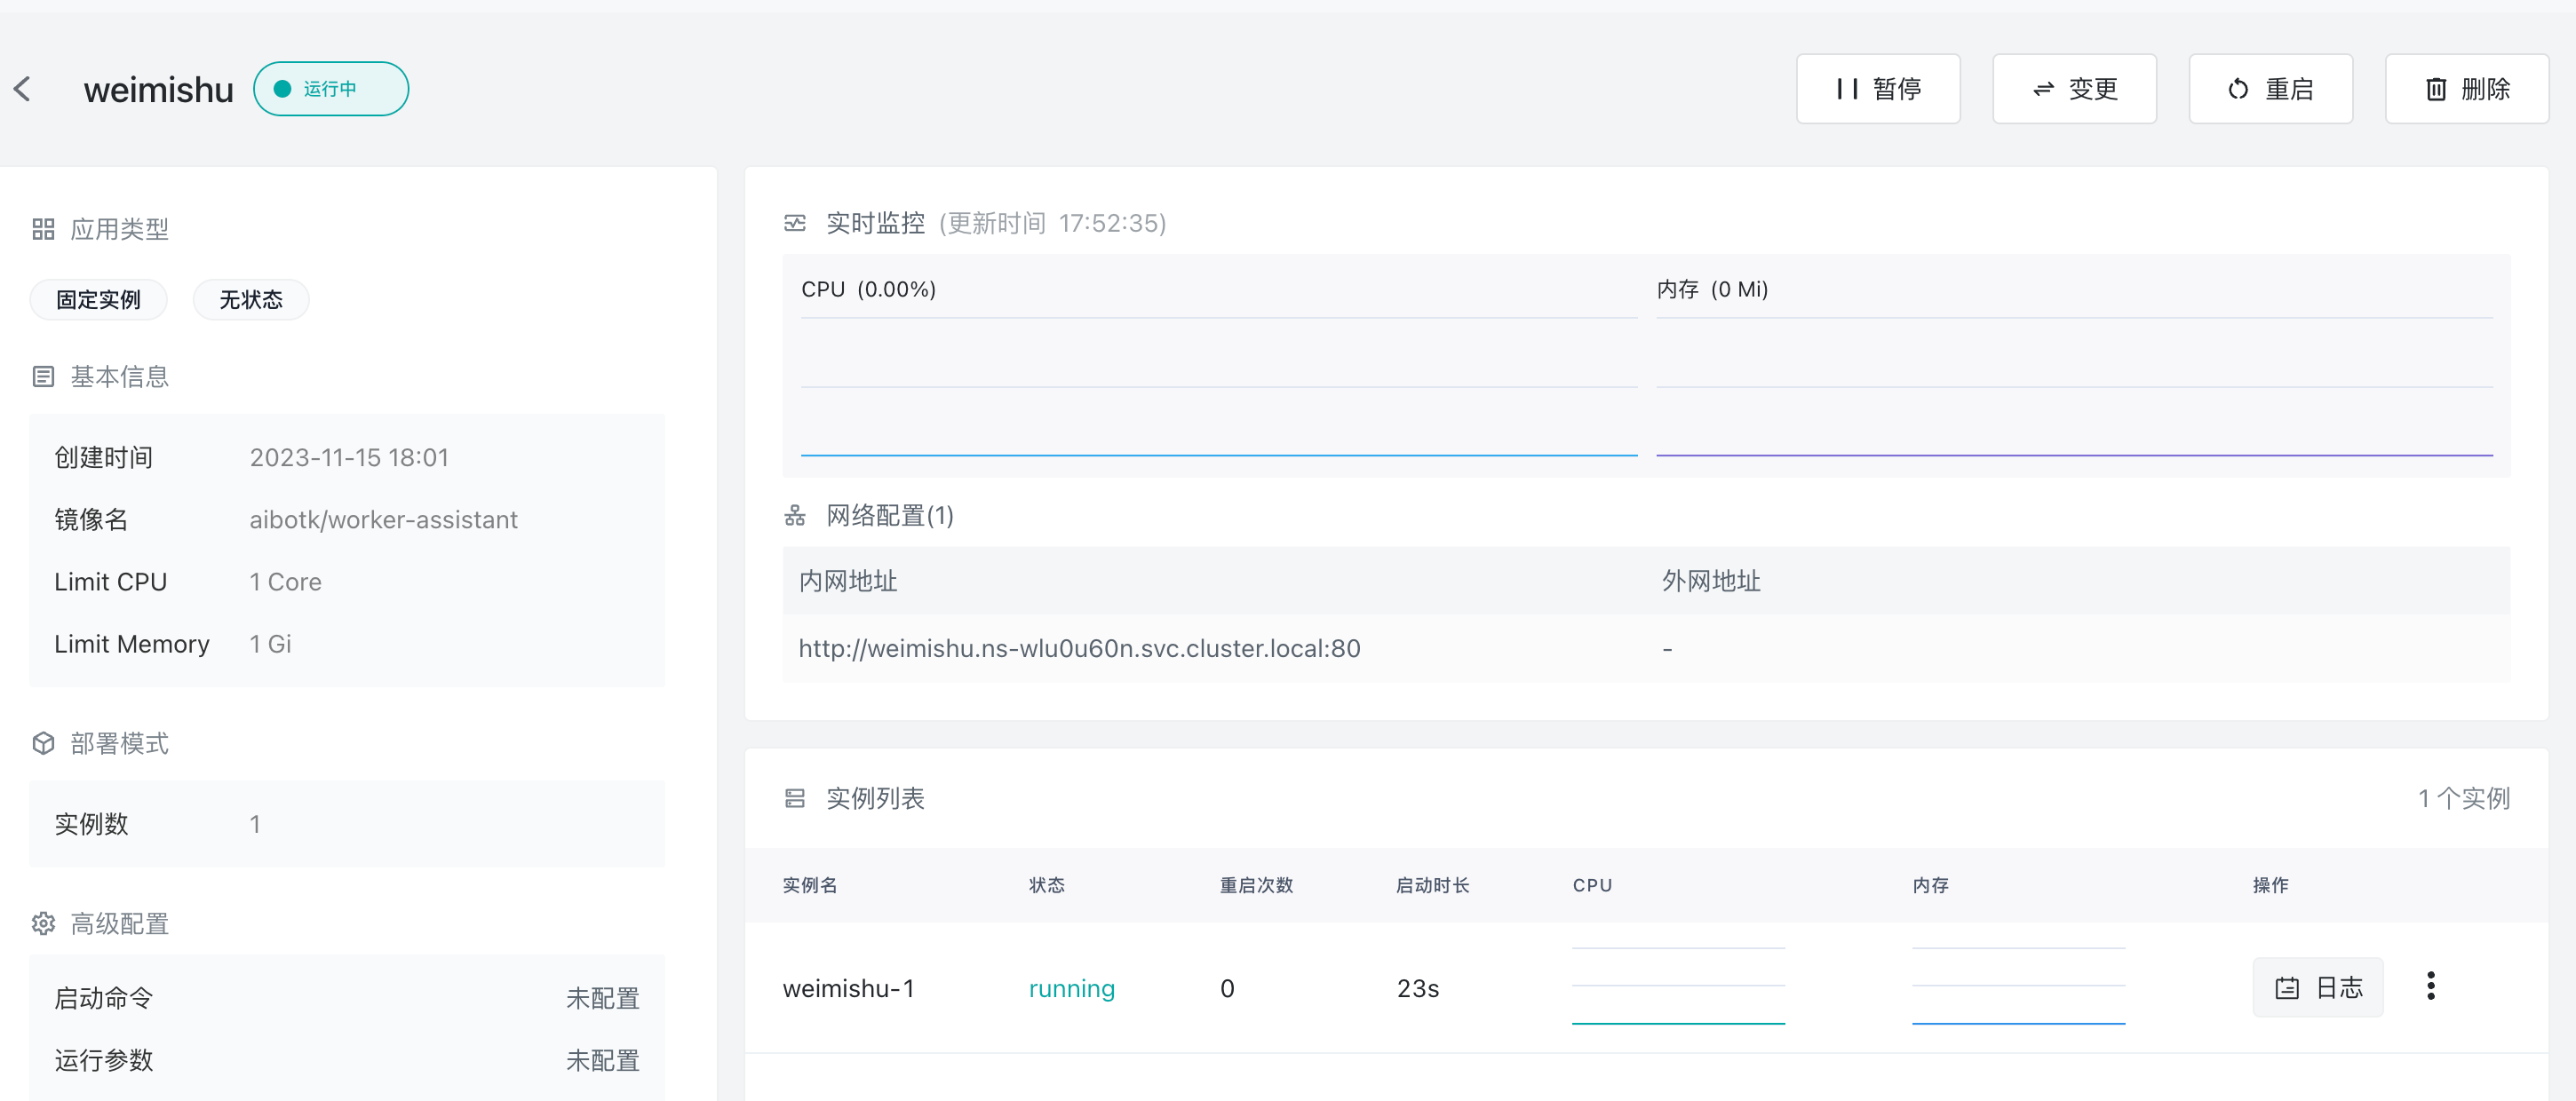 weimishu 运行中 暂停 变更 重启 删除
应用类型
固定实例 无状态
基本信息
创建时间 2023-11-15 18:01
镜像名 aibotk/worker-assistant
Limit CPU 1 Core
Limit Memory 1 Gi
部署模式
实例数 1
高级配置
启动命令 未配置
运行参数 未配置
实时监控 (更新时间 17:52:35)
CPU (0.00%) 内存 (0 Mi)
网络配置(1)
内网地址 外网地址
http://weimishu.ns-wlu0u60n.svc.cluster.local:80 -
实例列表 1 个实例
实例名 状态 重启次数 启动时长 CPU 内存 操作
weimishu-1 running 0 23s 日志